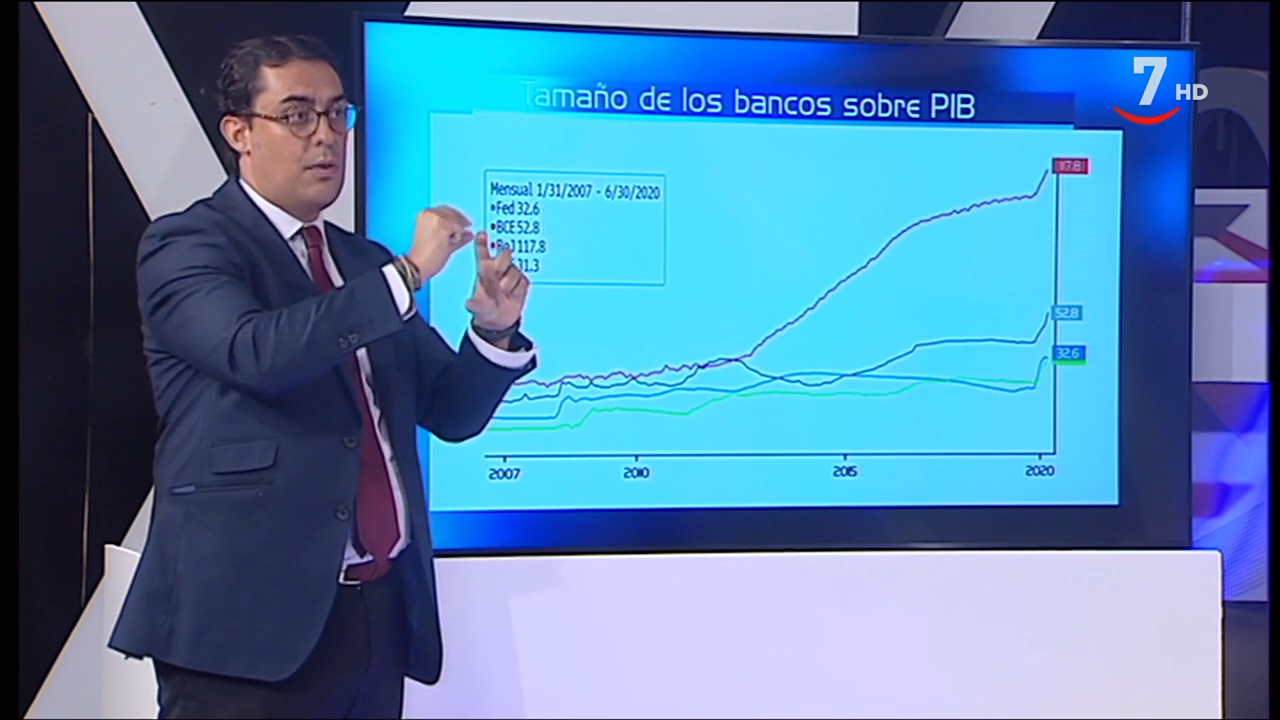 7 HD
Tamaño de los bancos sobre PIB
Mensual 1/31/2007 - 6/30/2020
•Fed 32.6
•BCE 52.8
•BoJ 117.8
31.3
117.8
52.8
32.6
2007 2010 2015 2020